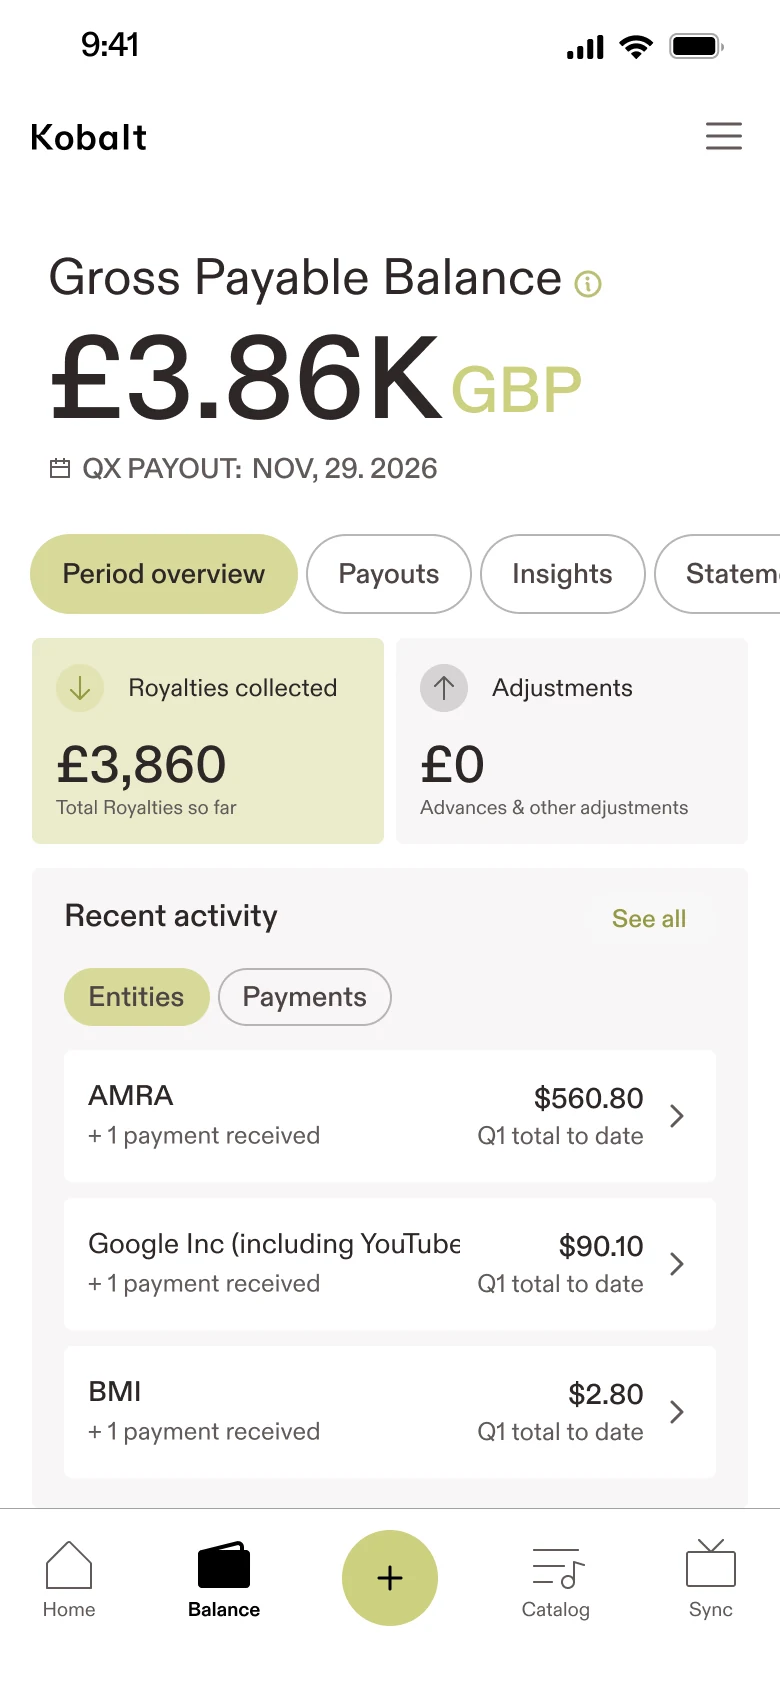 9:41
Kobalt
Gross Payable Balance
£3.86K GBP
QX PAYOUT: NOV, 29. 2026
Period overview
Payouts
Insights
Statem
Royalties collected
£3,860
Total Royalties so far
Adjustments
£0
Advances & other adjustments
Recent activity
See all
Entities
Payments
AMRA
$560.80
+ 1 payment received
Q1 total to date
Google Inc (including YouTube
$90.10
+ 1 payment received
Q1 total to date
BMI
$2.80
+ 1 payment received
Q1 total to date
Home
Balance
+
Catalog
Sync